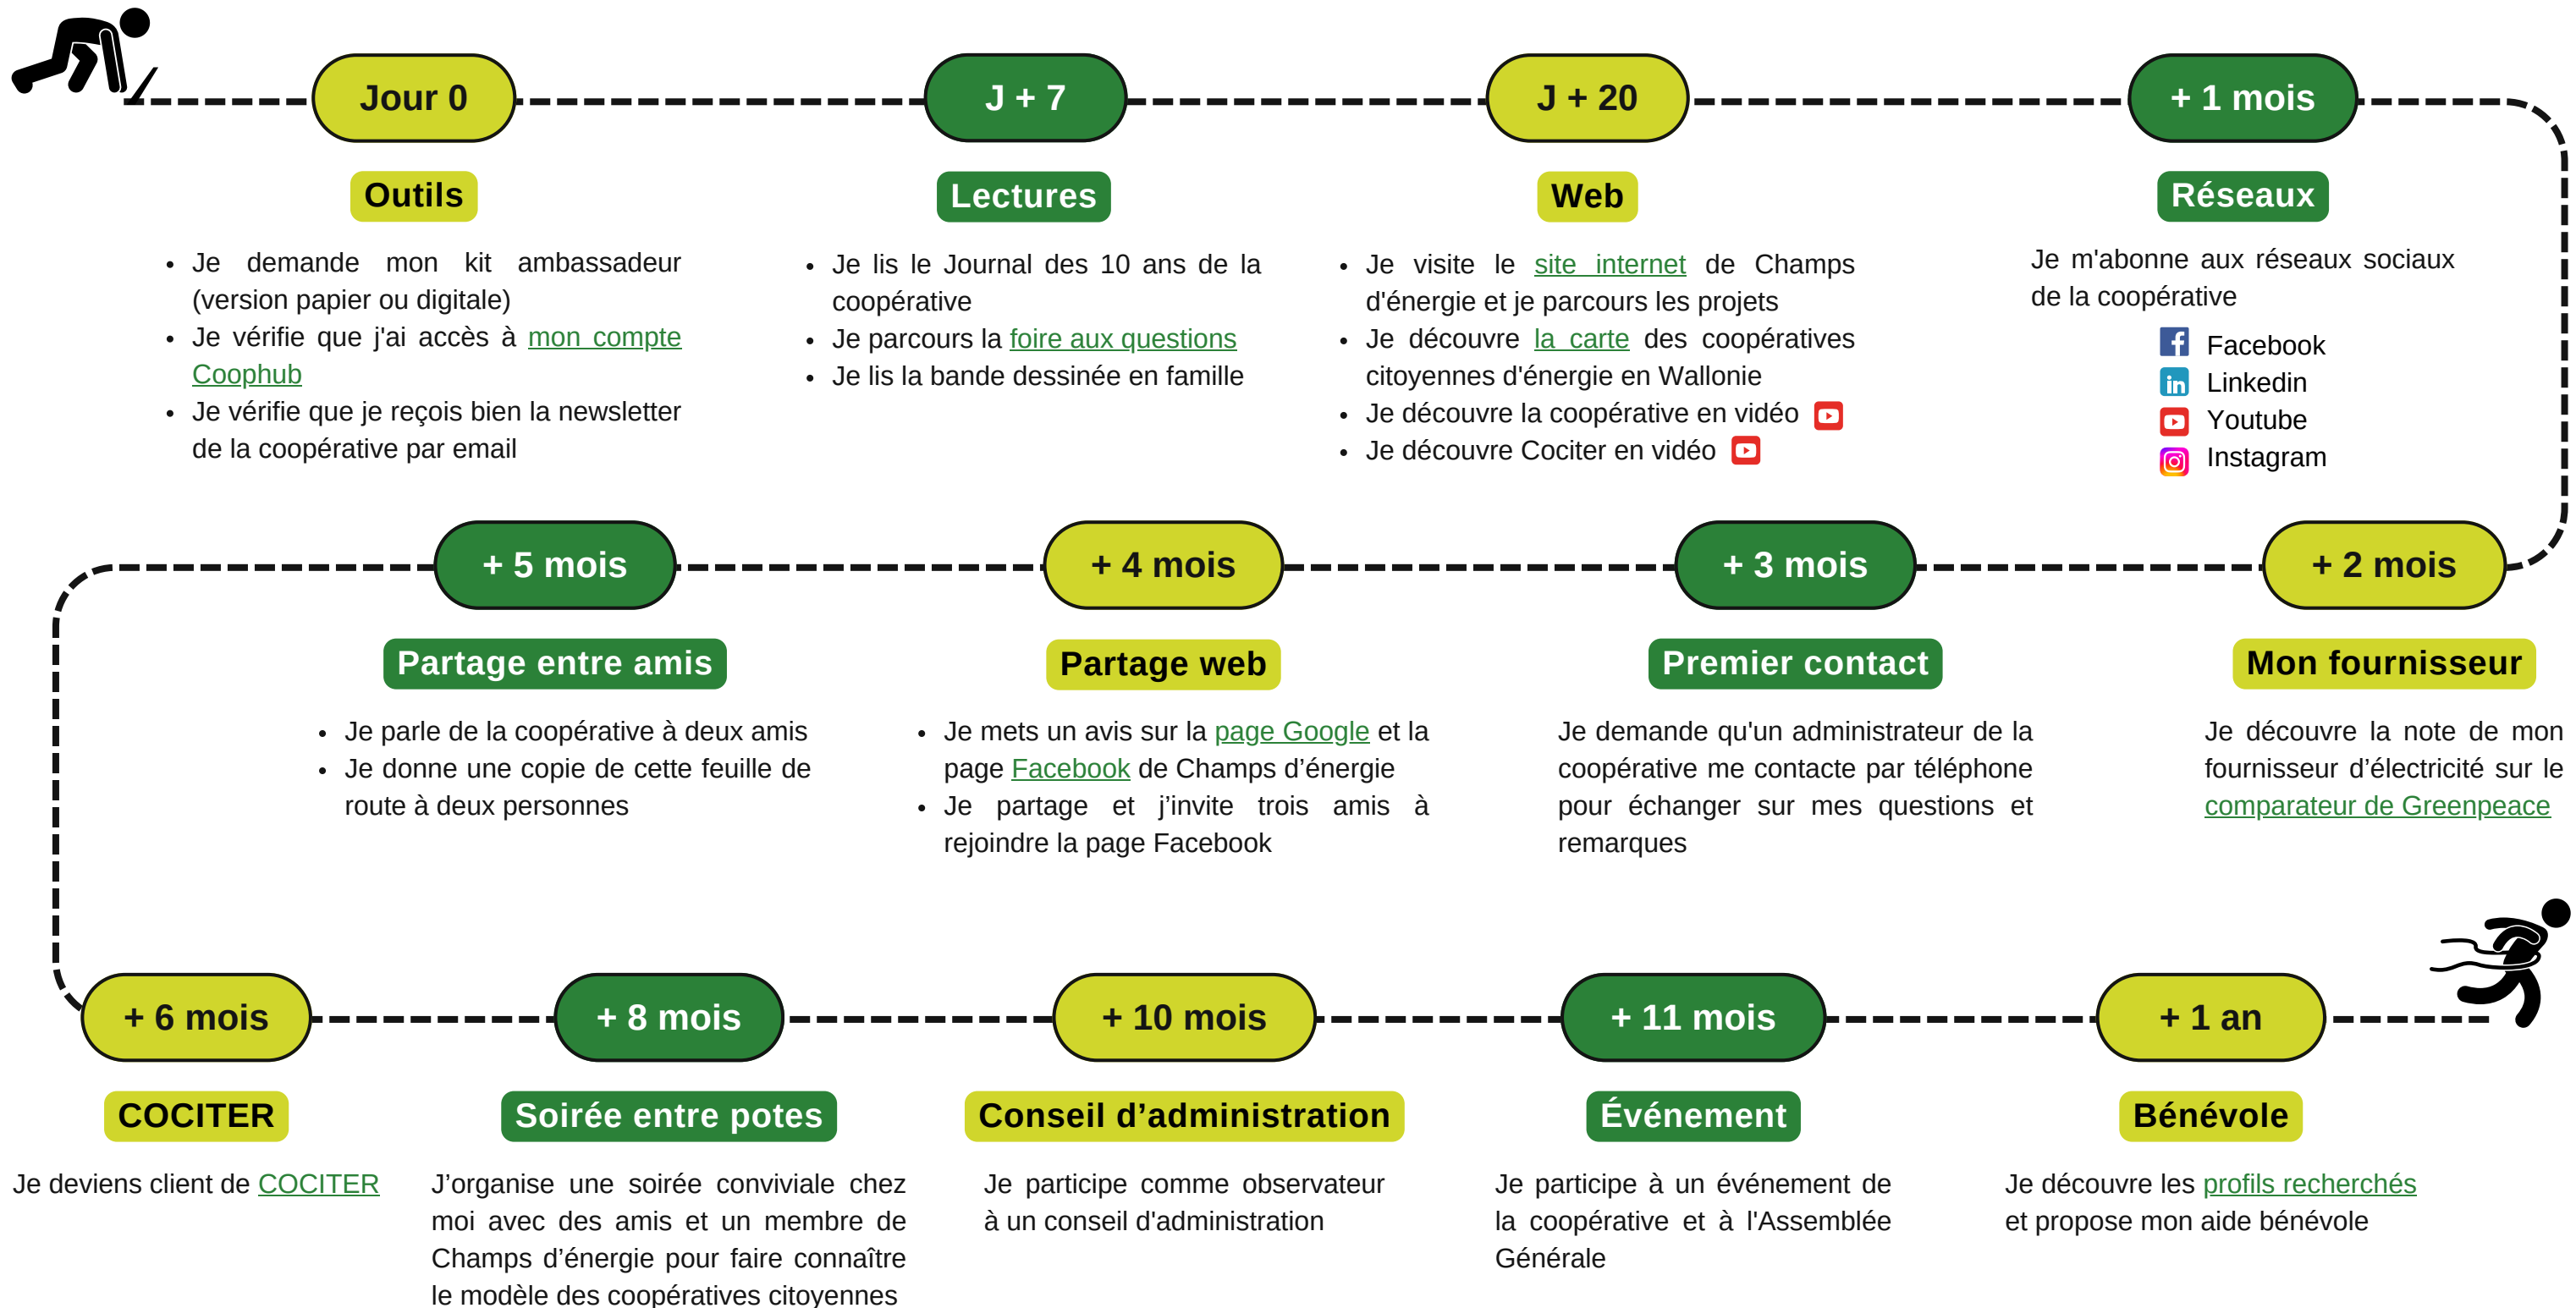 Jour 0
Outils
• Je demande mon kit ambassadeur
(version papier ou digitale)
• Je vérifie que j'ai accès à mon compte
Coophub
• Je vérifie que je reçois bien la newsletter
de la coopérative par email
J + 7
Lectures
• Je lis le Journal des 10 ans de la
coopérative
• Je parcours la foire aux questions
• Je lis la bande dessinée en famille
J + 20
Web
• Je visite le site internet de Champs
d'énergie et je parcours les projets
• Je découvre la carte des coopératives
citoyennes d'énergie en Wallonie
• Je découvre la coopérative en vidéo
• Je découvre Cociter en vidéo
+ 1 mois
Réseaux
Je m'abonne aux réseaux sociaux
de la coopérative
Facebook
Linkedin
Youtube
Instagram
+ 2 mois
Mon fournisseur
Je découvre la note de mon
fournisseur d’électricité sur le
comparateur de Greenpeace
+ 3 mois
Premier contact
Je demande qu'un administrateur de la
coopérative me contacte par téléphone
pour échanger sur mes questions et
remarques
+ 4 mois
Partage web
• Je mets un avis sur la page Google et la
page Facebook de Champs d’énergie
• Je partage et j’invite trois amis à
rejoindre la page Facebook
+ 5 mois
Partage entre amis
• Je parle de la coopérative à deux amis
• Je donne une copie de cette feuille de
route à deux personnes
+ 6 mois
COCITER
Je deviens client de COCITER
+ 8 mois
Soirée entre potes
J’organise une soirée conviviale chez
moi avec des amis et un membre de
Champs d’énergie pour faire connaître
le modèle des coopératives citoyennes
+ 10 mois
Conseil d’administration
Je participe comme observateur
à un conseil d'administration
+ 11 mois
Événement
Je participe à un événement de
la coopérative et à l'Assemblée
Générale
+ 1 an
Bénévole
Je découvre les profils recherchés
et propose mon aide bénévole